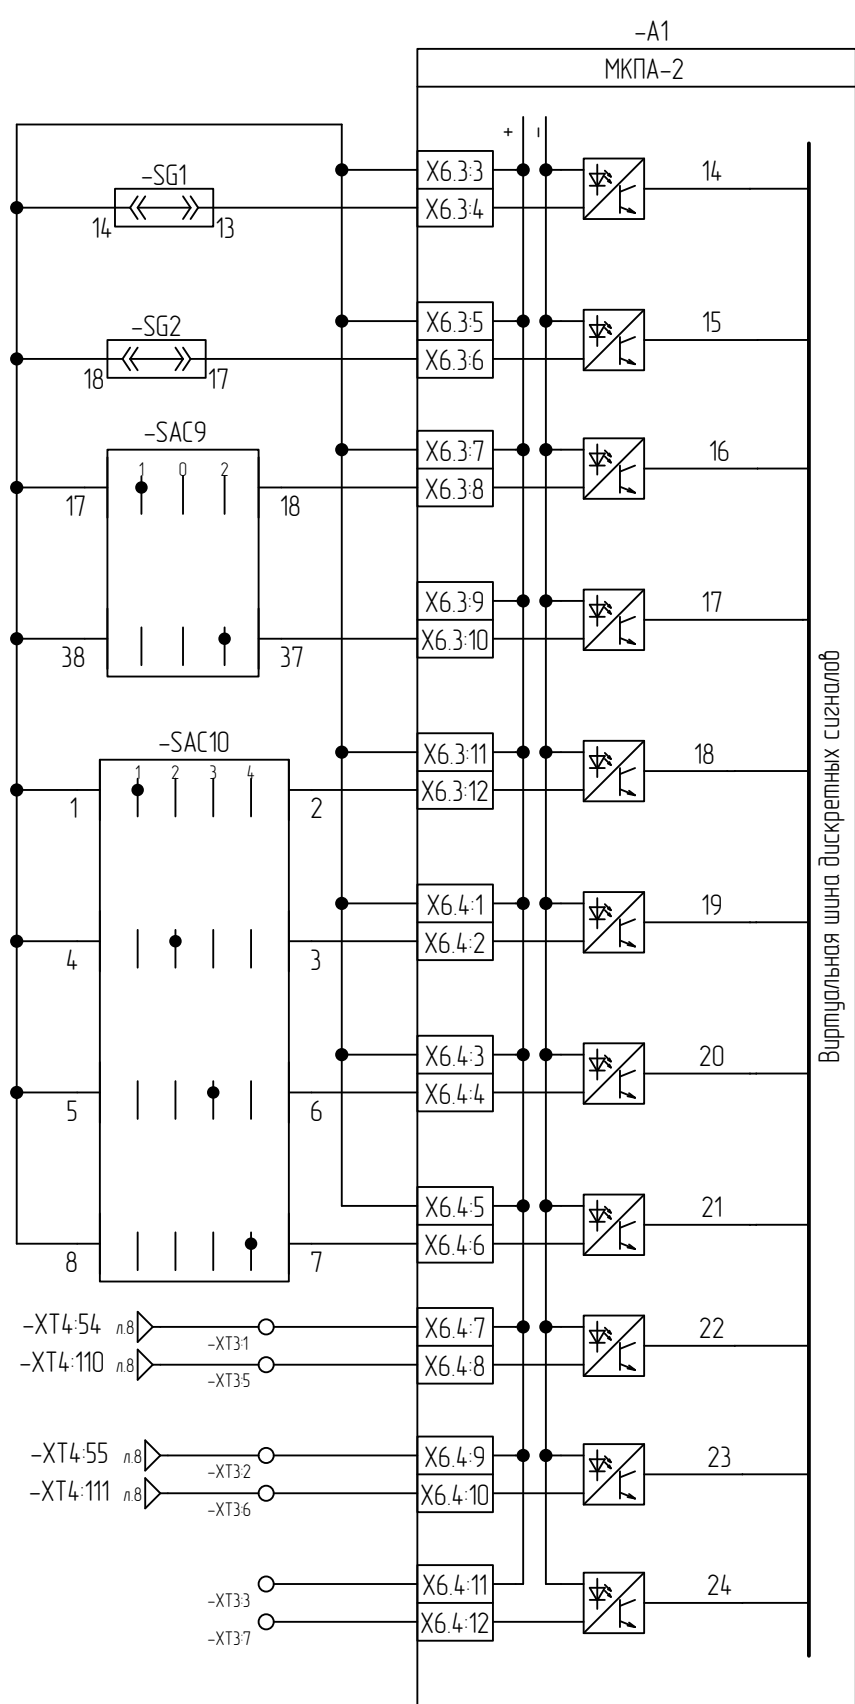 -A1
МКПА-2
+ -
-SG1
14 13
X6.3:3
X6.3:4
14
-SG2
18 17
X6.3:5
X6.3:6
15
-SAC9
1 0 2
17 18
X6.3:7
X6.3:8
16
38 37
X6.3:9
X6.3:10
17
-SAC10
1 2 3 4
1 2
X6.3:11
X6.3:12
18
4 3
X6.4:1
X6.4:2
19
5 6
X6.4:3
X6.4:4
20
8 7
X6.4:5
X6.4:6
21
Виртуальная шина дискретных сигналов
-XT4:54 л.8 -XT3:1 X6.4:7
-XT4:110 л.8 -XT3:5 X6.4:8
22
-XT4:55 л.8 -XT3:2 X6.4:9
-XT4:111 л.8 -XT3:6 X6.4:10
23
-XT3:3 X6.4:11
-XT3:7 X6.4:12
24